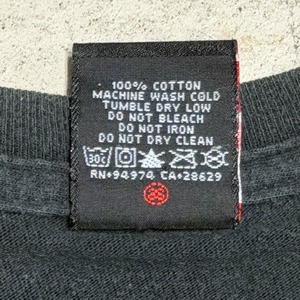 100% COTTON
MACHINE WASH COLD
TUMBLE DRY LOW
DO NOT BLEACH
DO NOT IRON
DO NOT DRY CLEAN
30C
RN•94974 CA•28629